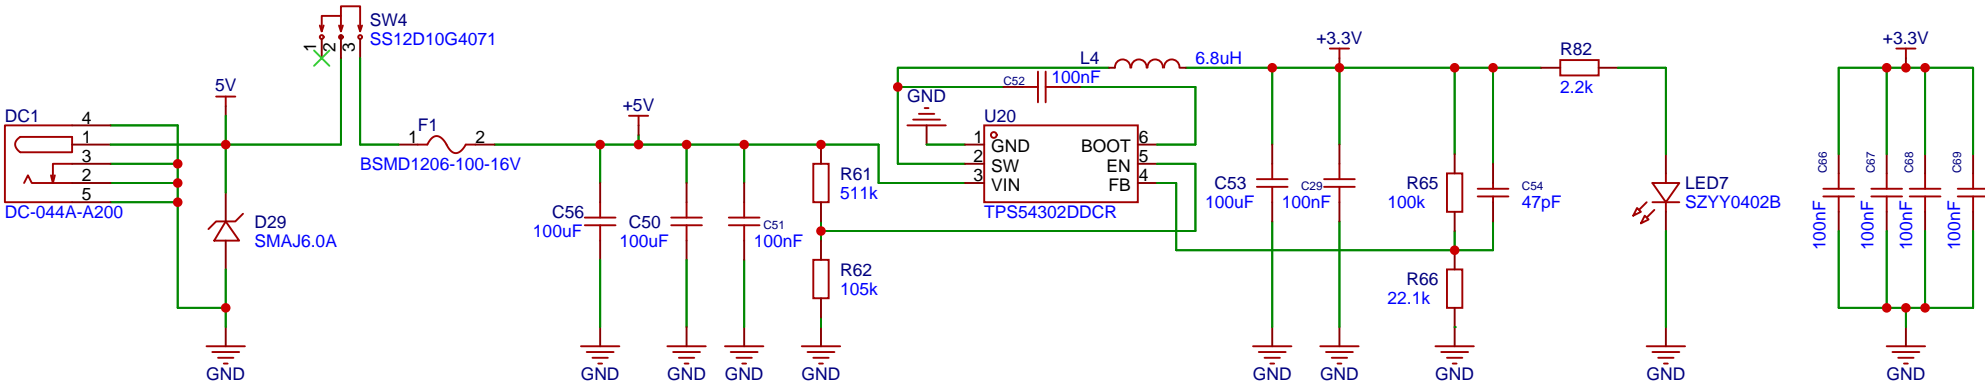 SW4
SS12D10G4071
1
2
3
5V
DC1
4
1
3
2
5
DC-044A-A200
D29
SMAJ6.0A
GND
F1
1
2
BSMD1206-100-16V
+5V
C56
100uF
GND
C50
100uF
GND
C51
100nF
GND
R61
511k
R62
105k
GND
L4
6.8uH
C52
100nF
GND
U20
1
GND
2
SW
3
VIN
BOOT
6
EN
5
FB
4
TPS54302DDCR
+3.3V
C53
100uF
GND
C29
100nF
GND
R65
100k
C54
47pF
R66
22.1k
GND
R82
2.2k
LED7
SZYY0402B
GND
+3.3V
C66
100nF
C67
100nF
C68
100nF
C69
100nF
GND